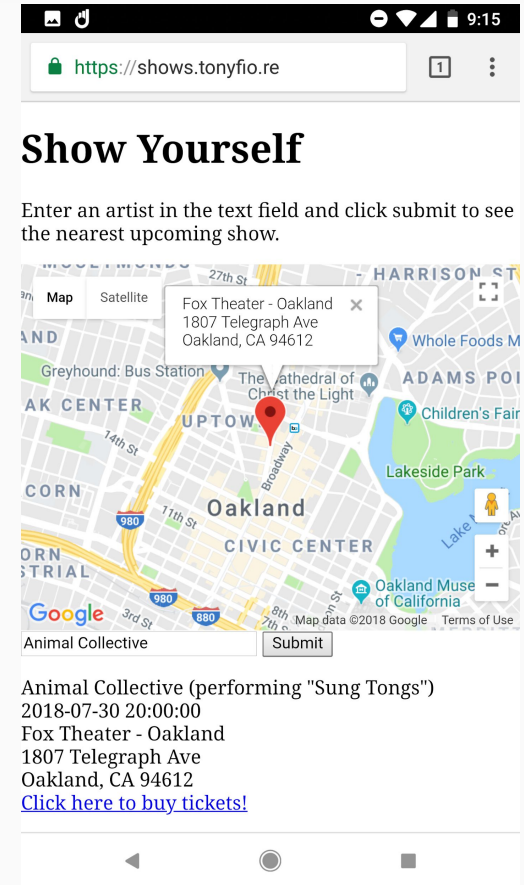 9:15
https://shows.tonyfio.re
1
Show Yourself
Enter an artist in the text field and click submit to see
the nearest upcoming show.
27th St
HARRISON ST
Map
Satellite
Fox Theater - Oakland
1807 Telegraph Ave
Oakland, CA 94612
Whole Foods M
AND
Greyhound: Bus Station
The Cathedral of
Christ the Light
ADAMS POI
AK CENTER
UPTOW
Children's Fair
14th St
Broadway
Lakeside Park
CORN
11th St
Oakland
980
CIVIC CENTER
Lake
ORN
STRIAL
980
880
Oakland Muse
of California
Google
3rd St
8th
7th
Map data ©2018 Google
Terms of Use
Animal Collective
Submit
Animal Collective (performing "Sung Tongs")
2018-07-30 20:00:00
Fox Theater - Oakland
1807 Telegraph Ave
Oakland, CA 94612
Click here to buy tickets!